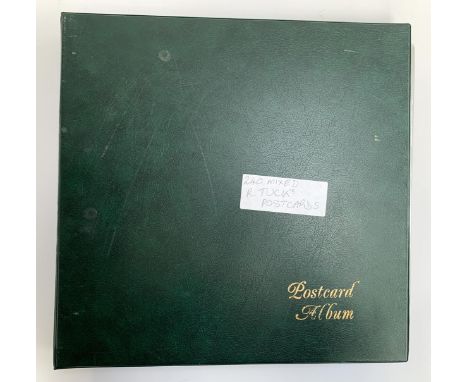 240 MIXED
R TUCK'S
POSTCARDS
Postcard
Album